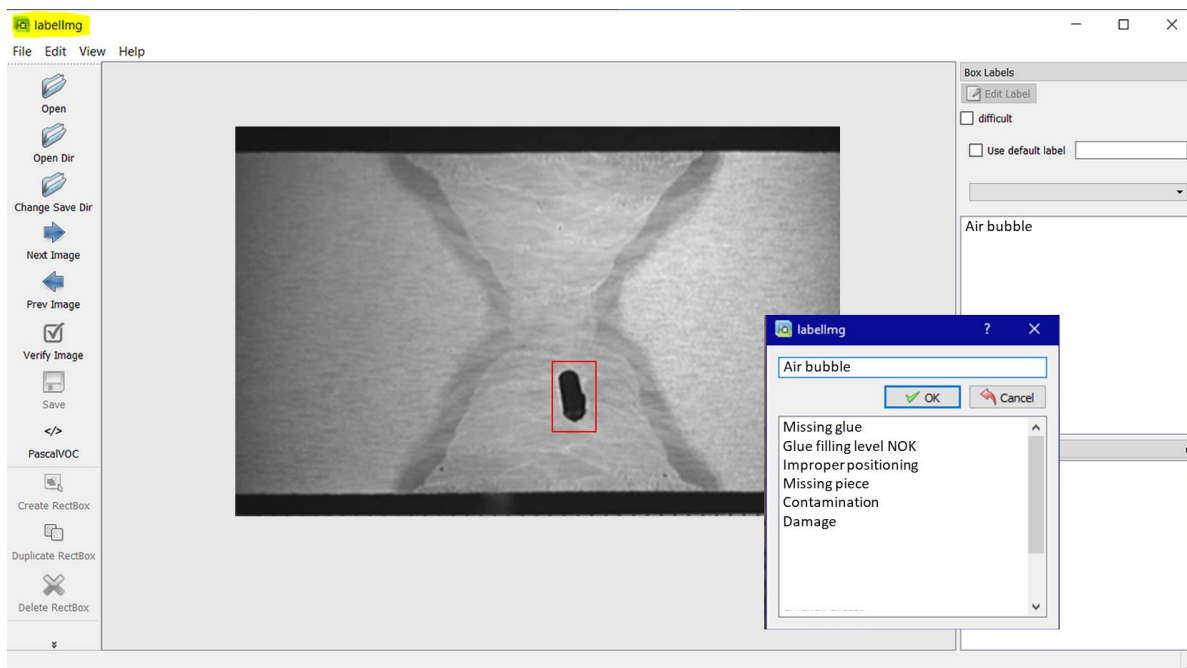 labelImg
File Edit View Help
Open
Open Dir
Change Save Dir
Next Image
Prev Image
Verify Image
Save
</>
PascalVOC
Create RectBox
Duplicate RectBox
Delete RectBox
Box Labels
Edit Label
difficult
Use default label
Air bubble
labelImg ?
Air bubble
OK Cancel
Missing glue
Glue filling level NOK
Improper positioning
Missing piece
Contamination
Damage